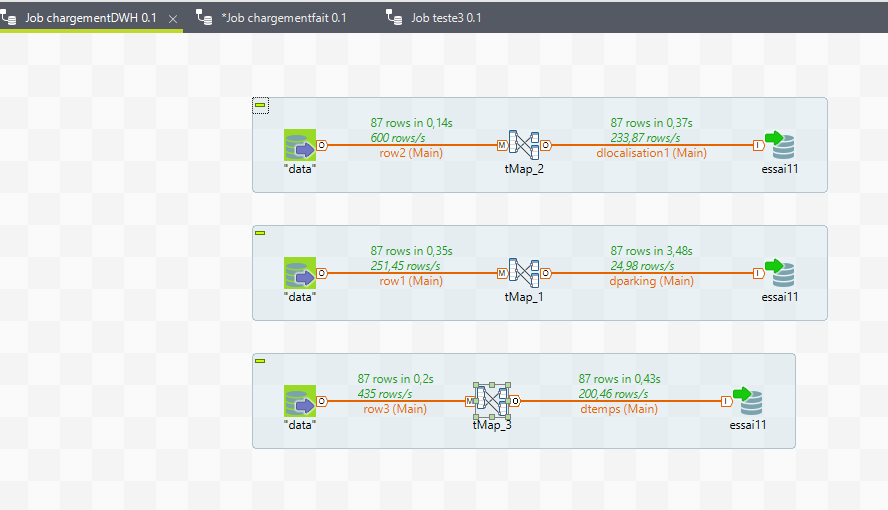 Job chargementDWH 0.1
*Job chargementfait 0.1
Job teste3 0.1
87 rows in 0,14s
600 rows/s
row2 (Main)
87 rows in 0,37s
233,87 rows/s
dlocalisation1 (Main)
O
M
O
I
"data"
tMap_2
essai11
87 rows in 0,35s
251,45 rows/s
row1 (Main)
87 rows in 3,48s
24,98 rows/s
dparking (Main)
O
M
O
I
"data"
tMap_1
essai11
87 rows in 0,2s
435 rows/s
row3 (Main)
87 rows in 0,43s
200,46 rows/s
dtemps (Main)
O
M
O
I
"data"
tMap_3
essai11